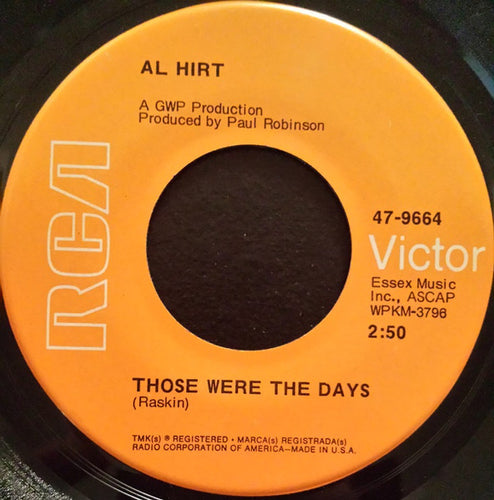 AL HIRT
A GWP Production
Produced by Paul Robinson
RCA
47-9664
Victor
Essex Music
Inc., ASCAP
WPKM-3796
2:50
THOSE WERE THE DAYS
(Raskin)
TMK(s) ® REGISTERED • MARCA(s) REGISTRADA(s)
RADIO CORPORATION OF AMERICA—MADE IN U.S.A.